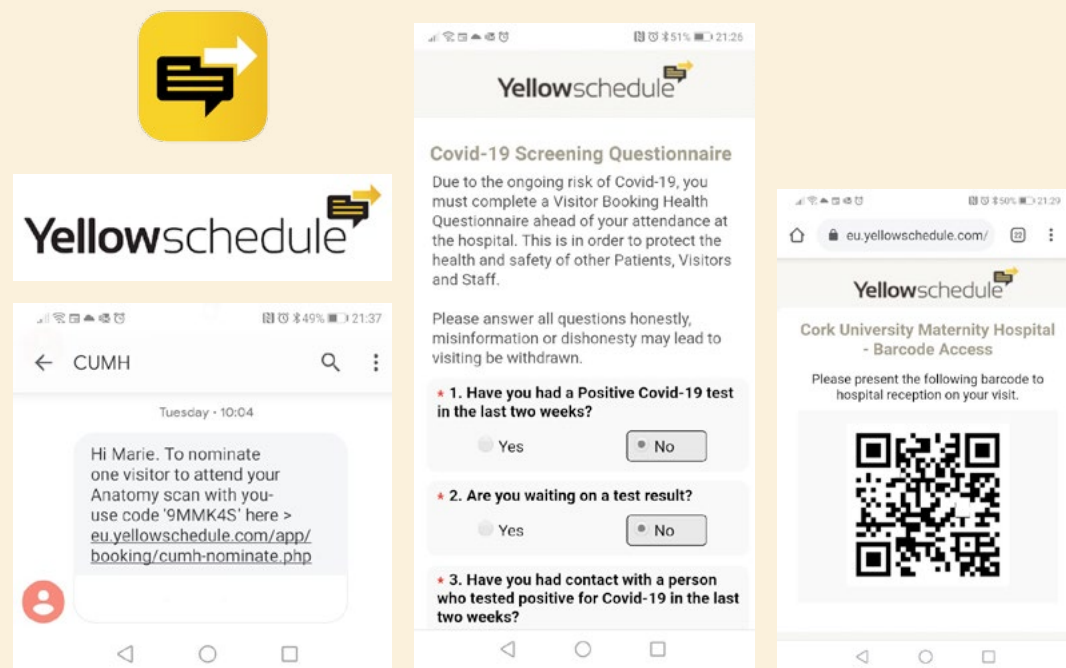 Yellowschedule
49% 21:37
CUMH
Tuesday · 10:04
Hi Marie. To nominate
one visitor to attend your
Anatomy scan with you-
use code '9MMK4S' here >
eu.yellowschedule.com/app/
booking/cumh-nominate.php
51% 21:26
Yellowschedule
Covid-19 Screening Questionnaire
Due to the ongoing risk of Covid-19, you
must complete a Visitor Booking Health
Questionnaire ahead of your attendance at
the hospital. This is in order to protect the
health and safety of other Patients, Visitors
and Staff.
Please answer all questions honestly,
misinformation or dishonesty may lead to
visiting be withdrawn.
* 1. Have you had a Positive Covid-19 test
in the last two weeks?
Yes No
* 2. Are you waiting on a test result?
Yes No
* 3. Have you had contact with a person
who tested positive for Covid-19 in the last
two weeks?
50% 21:29
eu.yellowschedule.com/ 22
Yellowschedule
Cork University Maternity Hospital
- Barcode Access
Please present the following barcode to
hospital reception on your visit.